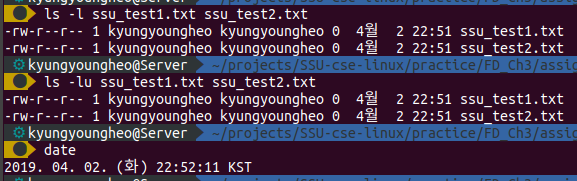 ls -l ssu_test1.txt ssu_test2.txt
-rw-r--r-- 1 kyungyoungheo kyungyoungheo 0  4월   2 22:51 ssu_test1.txt
-rw-r--r-- 1 kyungyoungheo kyungyoungheo 0  4월   2 22:51 ssu_test2.txt
kyungyoungheo@Server ~/projects/SSU-cse-linux/practice/FD_Ch3/assig
ls -lu ssu_test1.txt ssu_test2.txt
-rw-r--r-- 1 kyungyoungheo kyungyoungheo 0  4월   2 22:51 ssu_test1.txt
-rw-r--r-- 1 kyungyoungheo kyungyoungheo 0  4월   2 22:51 ssu_test2.txt
kyungyoungheo@Server ~/projects/SSU-cse-linux/practice/FD_Ch3/assig
date
2019. 04. 02. (화) 22:52:11 KST